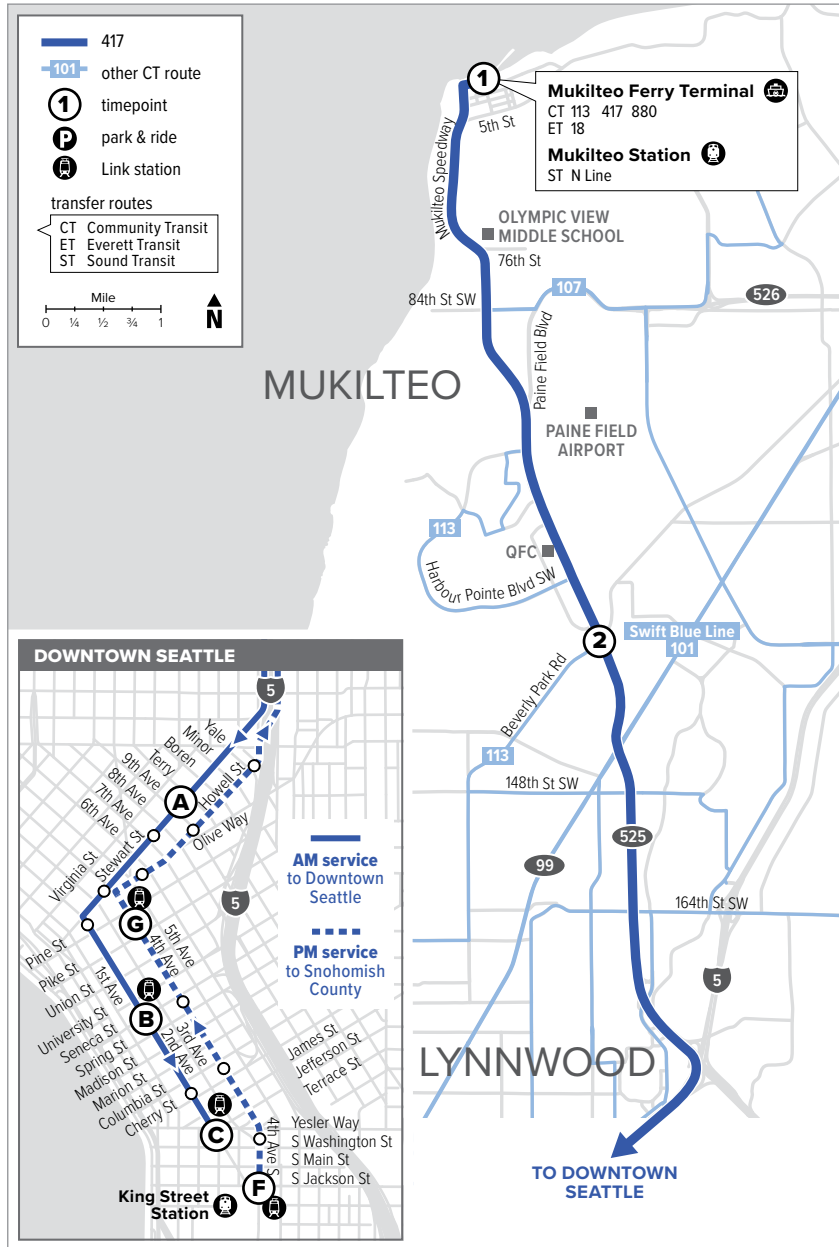 417
101
other CT route
1
timepoint
P
park & ride
Link station
transfer routes
CT Community Transit
ET Everett Transit
ST Sound Transit
Mile
0 ¼ ½ ¾ 1
N
1
Mukilteo Ferry Terminal
CT 113 417 880
ET 18
Mukilteo Station
ST N Line
5th St
Mukilteo Speedway
OLYMPIC VIEW
MIDDLE SCHOOL
76th St
84th St SW
107
526
Paine Field Blvd
MUKILTEO
PAINE FIELD
AIRPORT
113
QFC
Harbour Pointe Blvd SW
2
Swift Blue Line
101
Beverly Park Rd
113
148th St SW
525
99
164th St SW
5
LYNNWOOD
TO DOWNTOWN
SEATTLE
DOWNTOWN SEATTLE
5
Yale
Minor
Boren
Terry
9th Ave
8th Ave
7th Ave
6th Ave
A
Howell St
Olive Way
Stewart St
Virginia St
AM service
to Downtown
Seattle
5
G
PM service
to Snohomish
County
5th Ave
4th Ave
Pine St
Pike St
Union St
University St
Seneca St
Spring St
Madison St
Marion St
Columbia St
Cherry St
1st Ave
B
2nd Ave
3rd Ave
James St
Jefferson St
Terrace St
C
4th Ave S
Yesler Way
S Washington St
S Main St
S Jackson St
F
King Street
Station